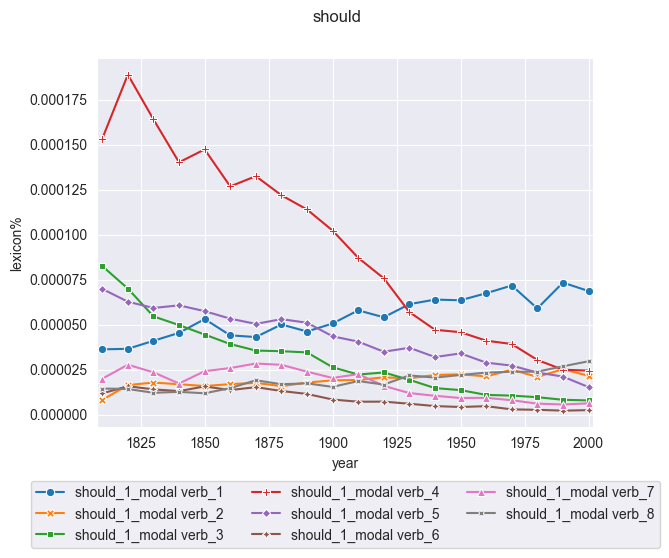 should
0.000175
0.000150
0.000125
0.000100
0.000075
0.000050
0.000025
0.000000
lexicon%
1825 1850 1875 1900 1925 1950 1975 2000
year
should_1_modal verb_1 should_1_modal verb_4 should_1_modal verb_7
should_1_modal verb_2 should_1_modal verb_5 should_1_modal verb_8
should_1_modal verb_3 should_1_modal verb_6